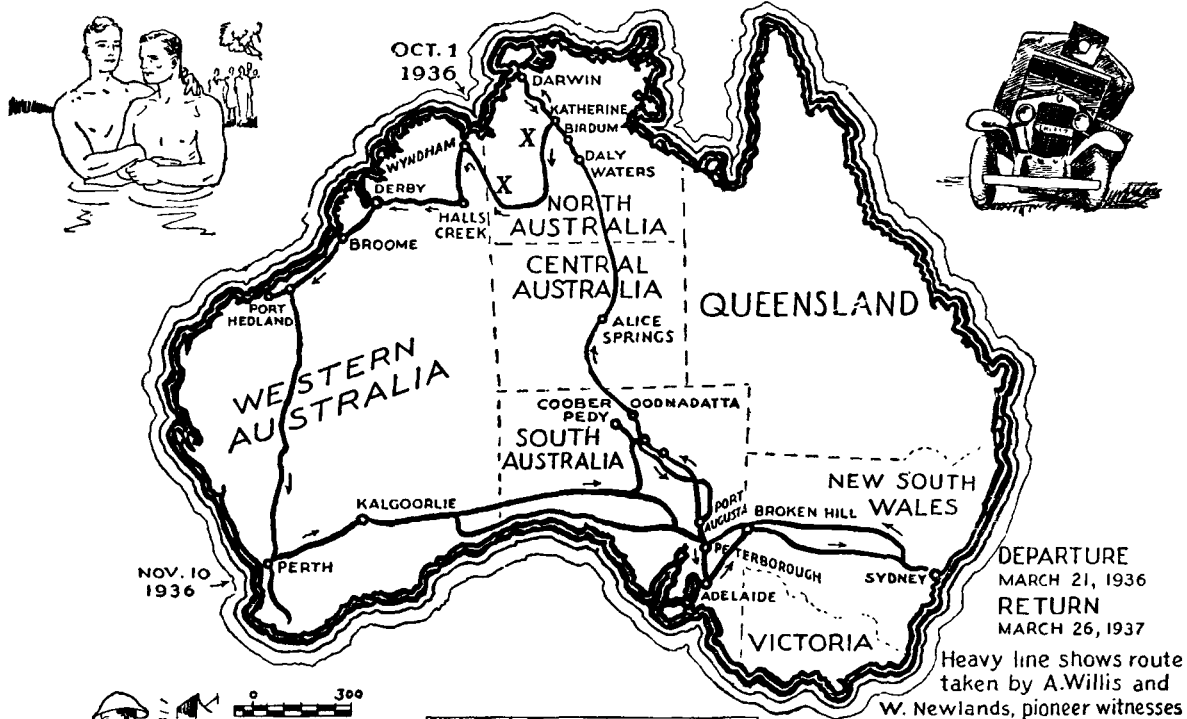 OCT. 1
1936
DARWIN
KATHERINE
BIRDUM
X
DALY
WATERS
WYNDHAM
DERBY
X
HALLS
CREEK
NORTH
AUSTRALIA
BROOME
CENTRAL
AUSTRALIA
QUEENSLAND
PORT
HEDLAND
ALICE
SPRINGS
WESTERN
AUSTRALIA
COOBER
PEDY
OODNADATTA
SOUTH
AUSTRALIA
NEW SOUTH
WALES
KALGOORLIE
PORT
AUGUSTA
BROKEN HILL
PETERBOROUGH
NOV. 10
1936
PERTH
ADELAIDE
SYDNEY
VICTORIA
DEPARTURE
MARCH 21, 1936
RETURN
MARCH 26, 1937
Heavy line shows route
taken by A. Willis and
W. Newlands, pioneer witnesses
0 300